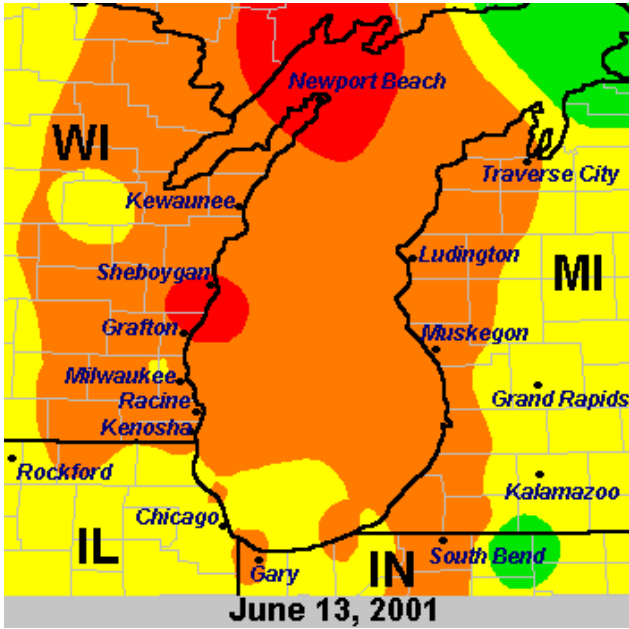 Newport Beach
WI
Traverse City
Kewaunee
Ludington
MI
Sheboygan
Grafton
Muskegon
Milwaukee
Racine
Grand Rapids
Kenosha
Rockford
Kalamazoo
Chicago
IL
South Bend
Gary
IN
June 13, 2001